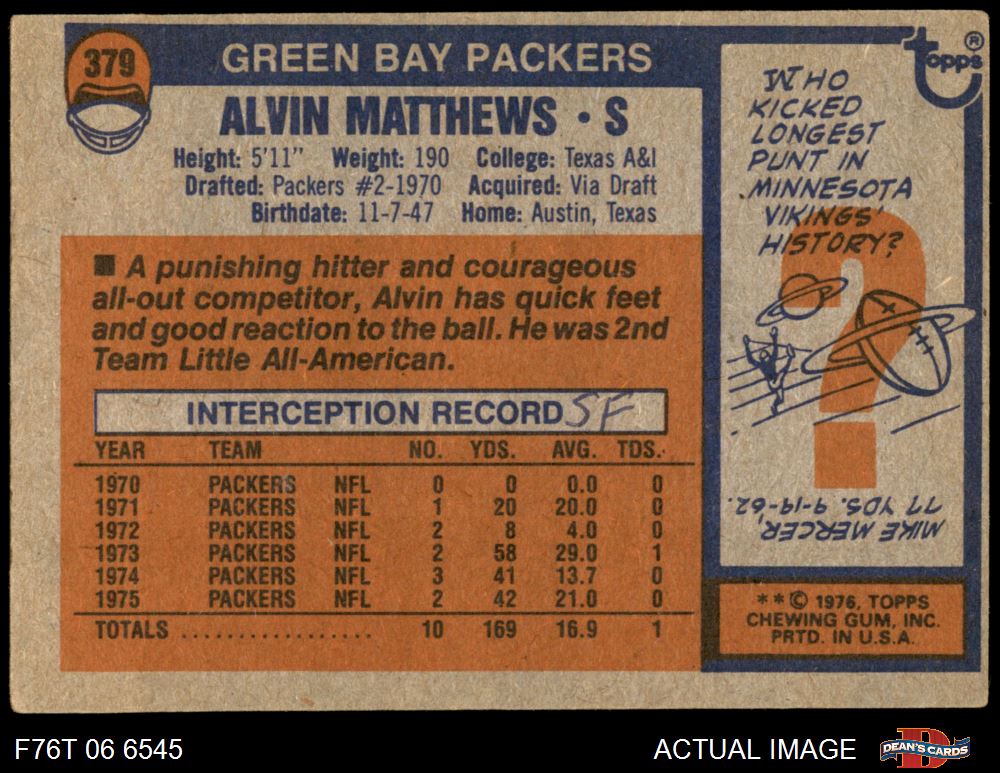 379
GREEN BAY PACKERS
ALVIN MATTHEWS • S
Height: 5'11" Weight: 190 College: Texas A&I
Drafted: Packers #2-1970 Acquired: Via Draft
Birthdate: 11-7-47 Home: Austin, Texas
■ A punishing hitter and courageous
all-out competitor, Alvin has quick feet
and good reaction to the ball. He was 2nd
Team Little All-American.
INTERCEPTION RECORD SF
YEAR TEAM NO. YDS. AVG. TDS.
1970 PACKERS NFL 0 0 0.0 0
1971 PACKERS NFL 1 20 20.0 0
1972 PACKERS NFL 2 8 4.0 0
1973 PACKERS NFL 2 58 29.0 1
1974 PACKERS NFL 3 41 13.7 0
1975 PACKERS NFL 2 42 21.0 0
TOTALS .................. 10 169 16.9 1
topps®
WHO
KICKED
LONGEST
PUNT IN
MINNESOTA
VIKINGS'
HISTORY?
?
MIKE MERCER,
77 YDS. 9-19-62.
**© 1976, TOPPS
CHEWING GUM, INC.
PRTD. IN U.S.A.
F76T 06 6545
ACTUAL IMAGE
D
DEAN'S CARDS